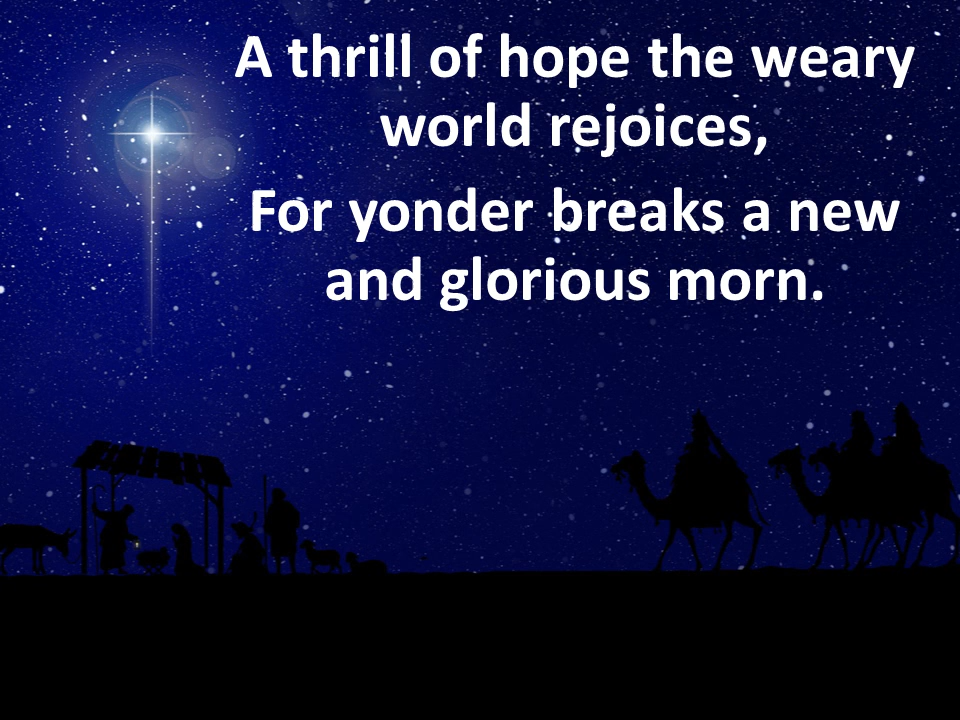 A thrill of hope the weary
world rejoices,
For yonder breaks a new
and glorious morn.